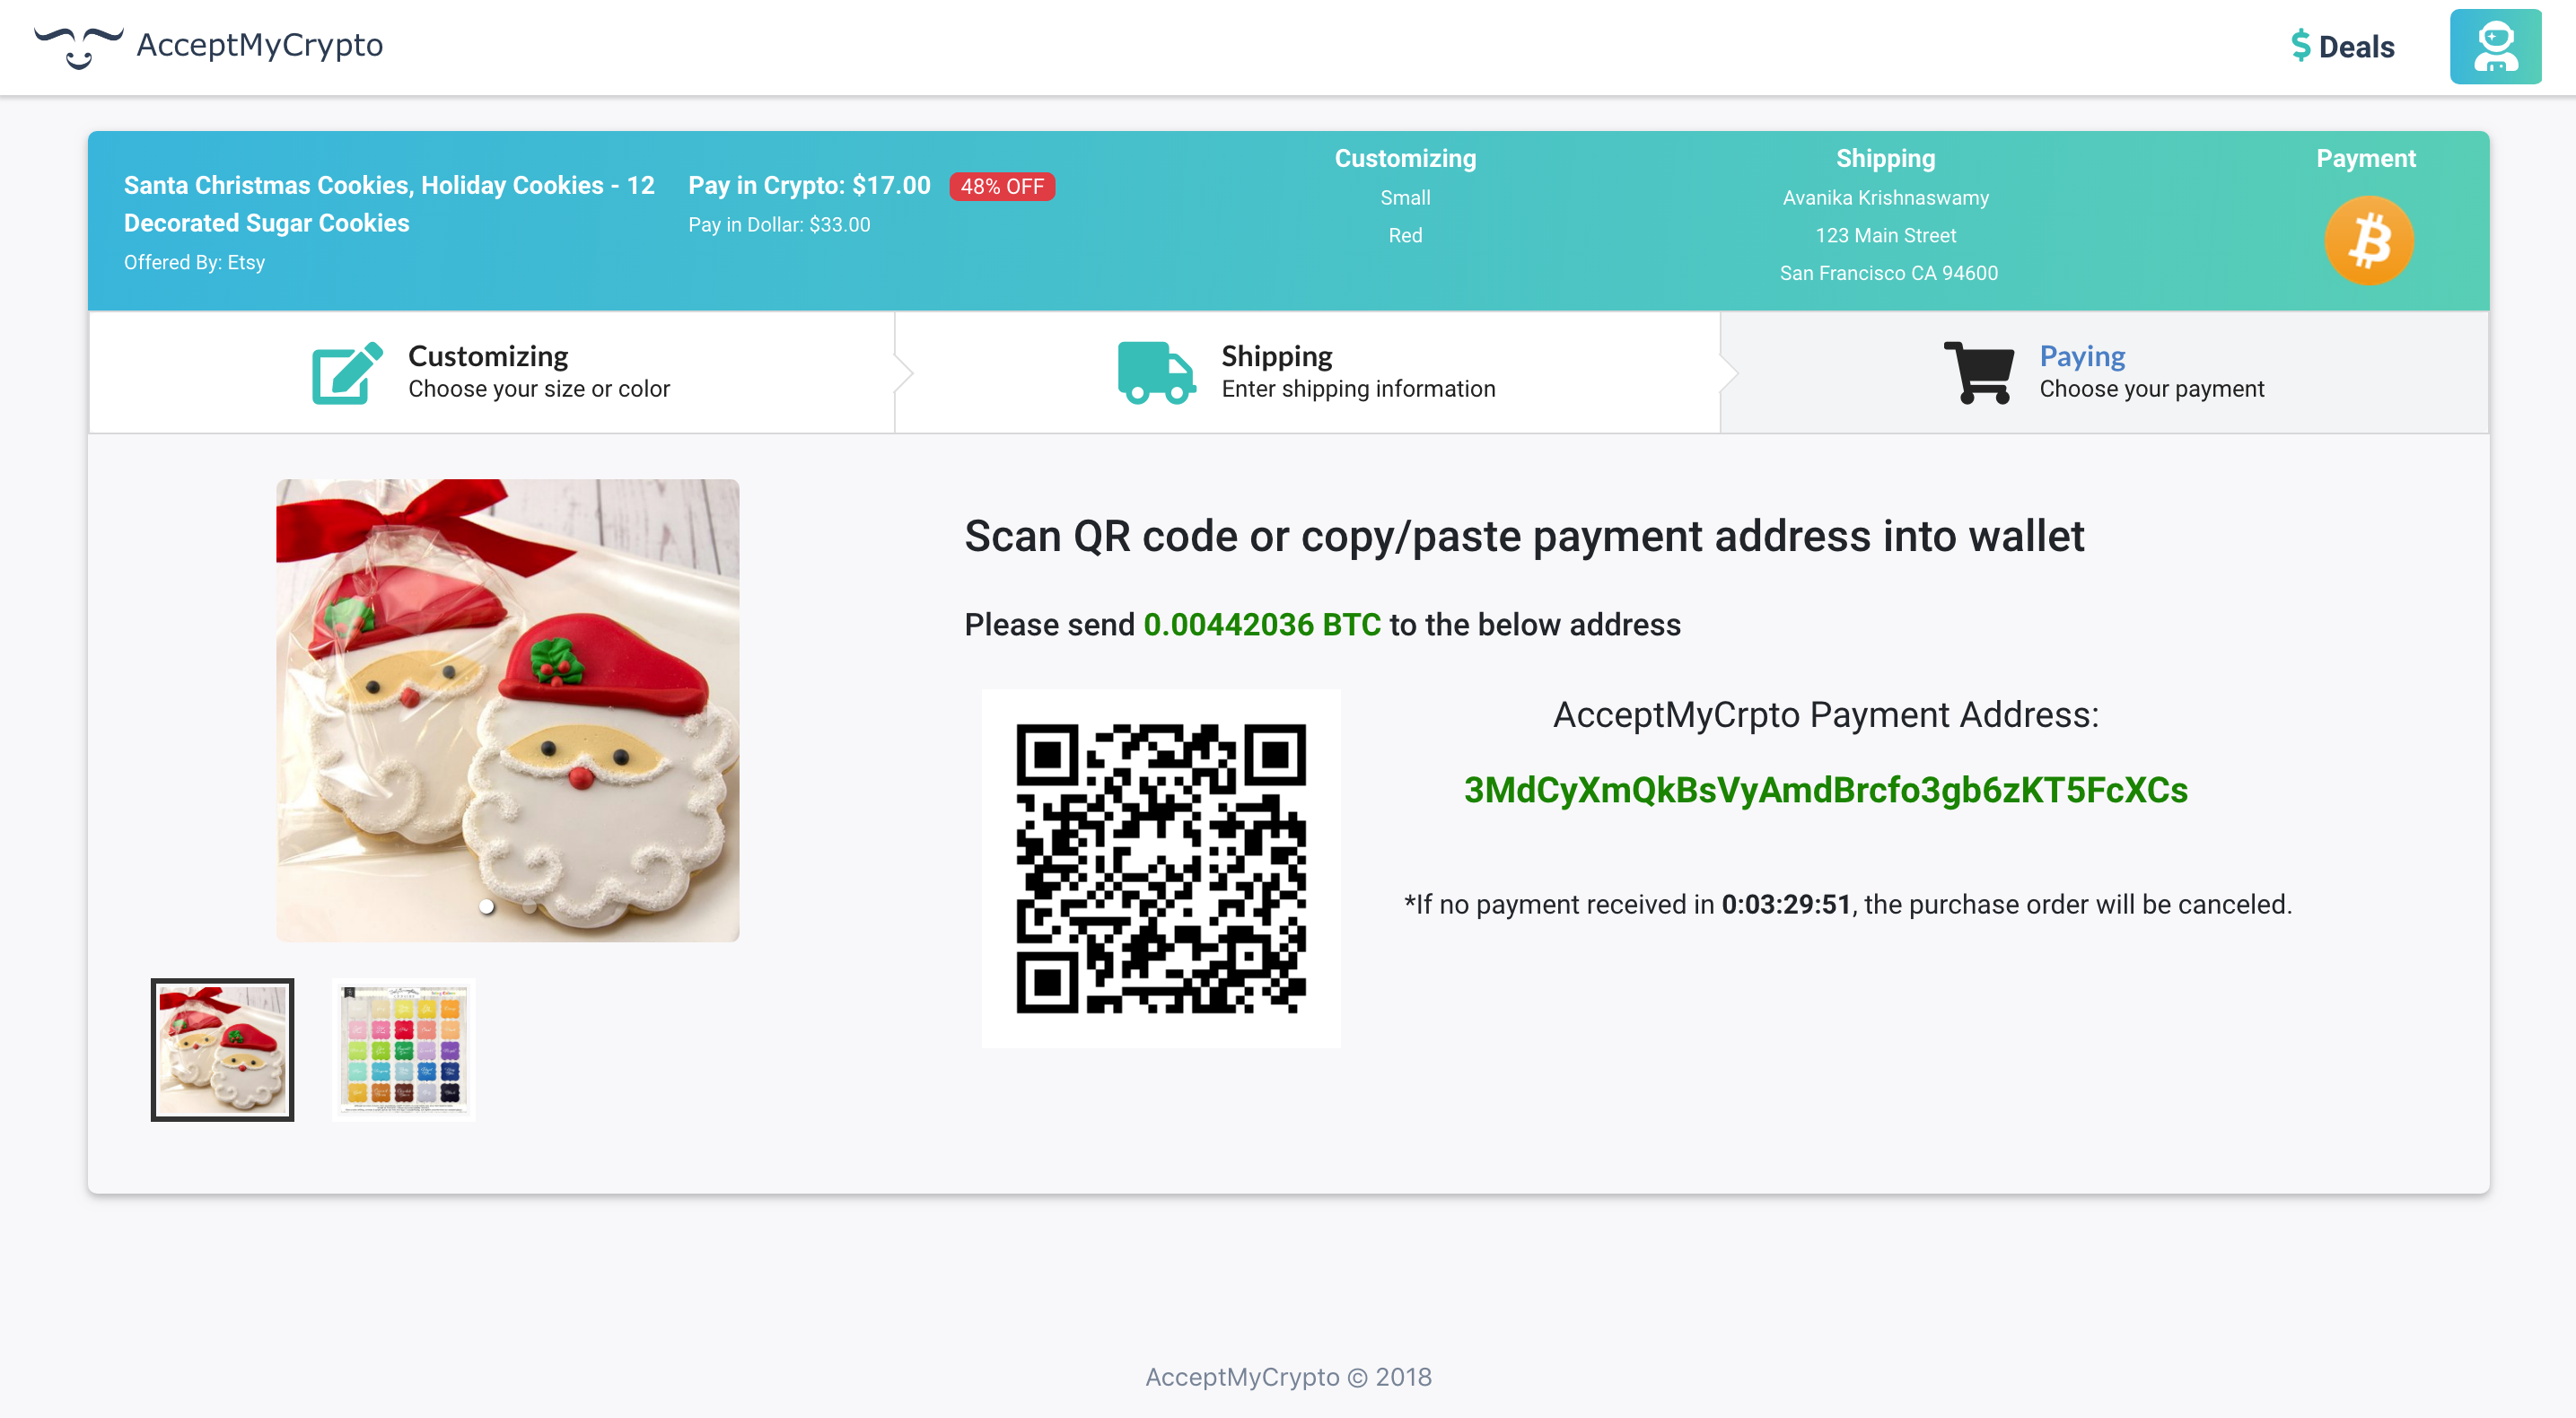 AcceptMyCrypto
$ Deals
Santa Christmas Cookies, Holiday Cookies - 12
Decorated Sugar Cookies
Offered By: Etsy
Pay in Crypto: $17.00 48% OFF
Pay in Dollar: $33.00
Customizing
Small
Red
Shipping
Avanika Krishnaswamy
123 Main Street
San Francisco CA 94600
Payment
Customizing
Choose your size or color
Shipping
Enter shipping information
Paying
Choose your payment
Scan QR code or copy/paste payment address into wallet
Please send 0.00442036 BTC to the below address
AcceptMyCrpto Payment Address:
3MdCyXmQkBsVyAmdBrcfo3gb6zKT5FcXCs
*If no payment received in 0:03:29:51, the purchase order will be canceled.
AcceptMyCrypto © 2018